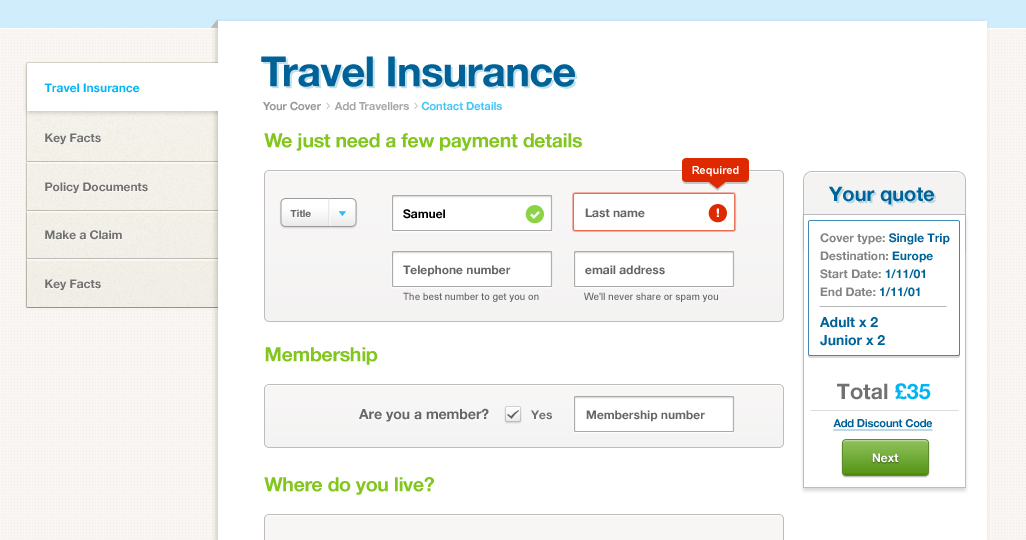 Travel Insurance
Key Facts
Policy Documents
Make a Claim
Key Facts
Travel Insurance
Your Cover > Add Travellers > Contact Details
We just need a few payment details
Required
Title
Samuel
Last name
!
Telephone number
email address
The best number to get you on
We'll never share or spam you
Membership
Are you a member?
Yes
Membership number
Where do you live?
Your quote
Cover type: Single Trip
Destination: Europe
Start Date: 1/11/01
End Date: 1/11/01
Adult x 2
Junior x 2
Total £35
Add Discount Code
Next